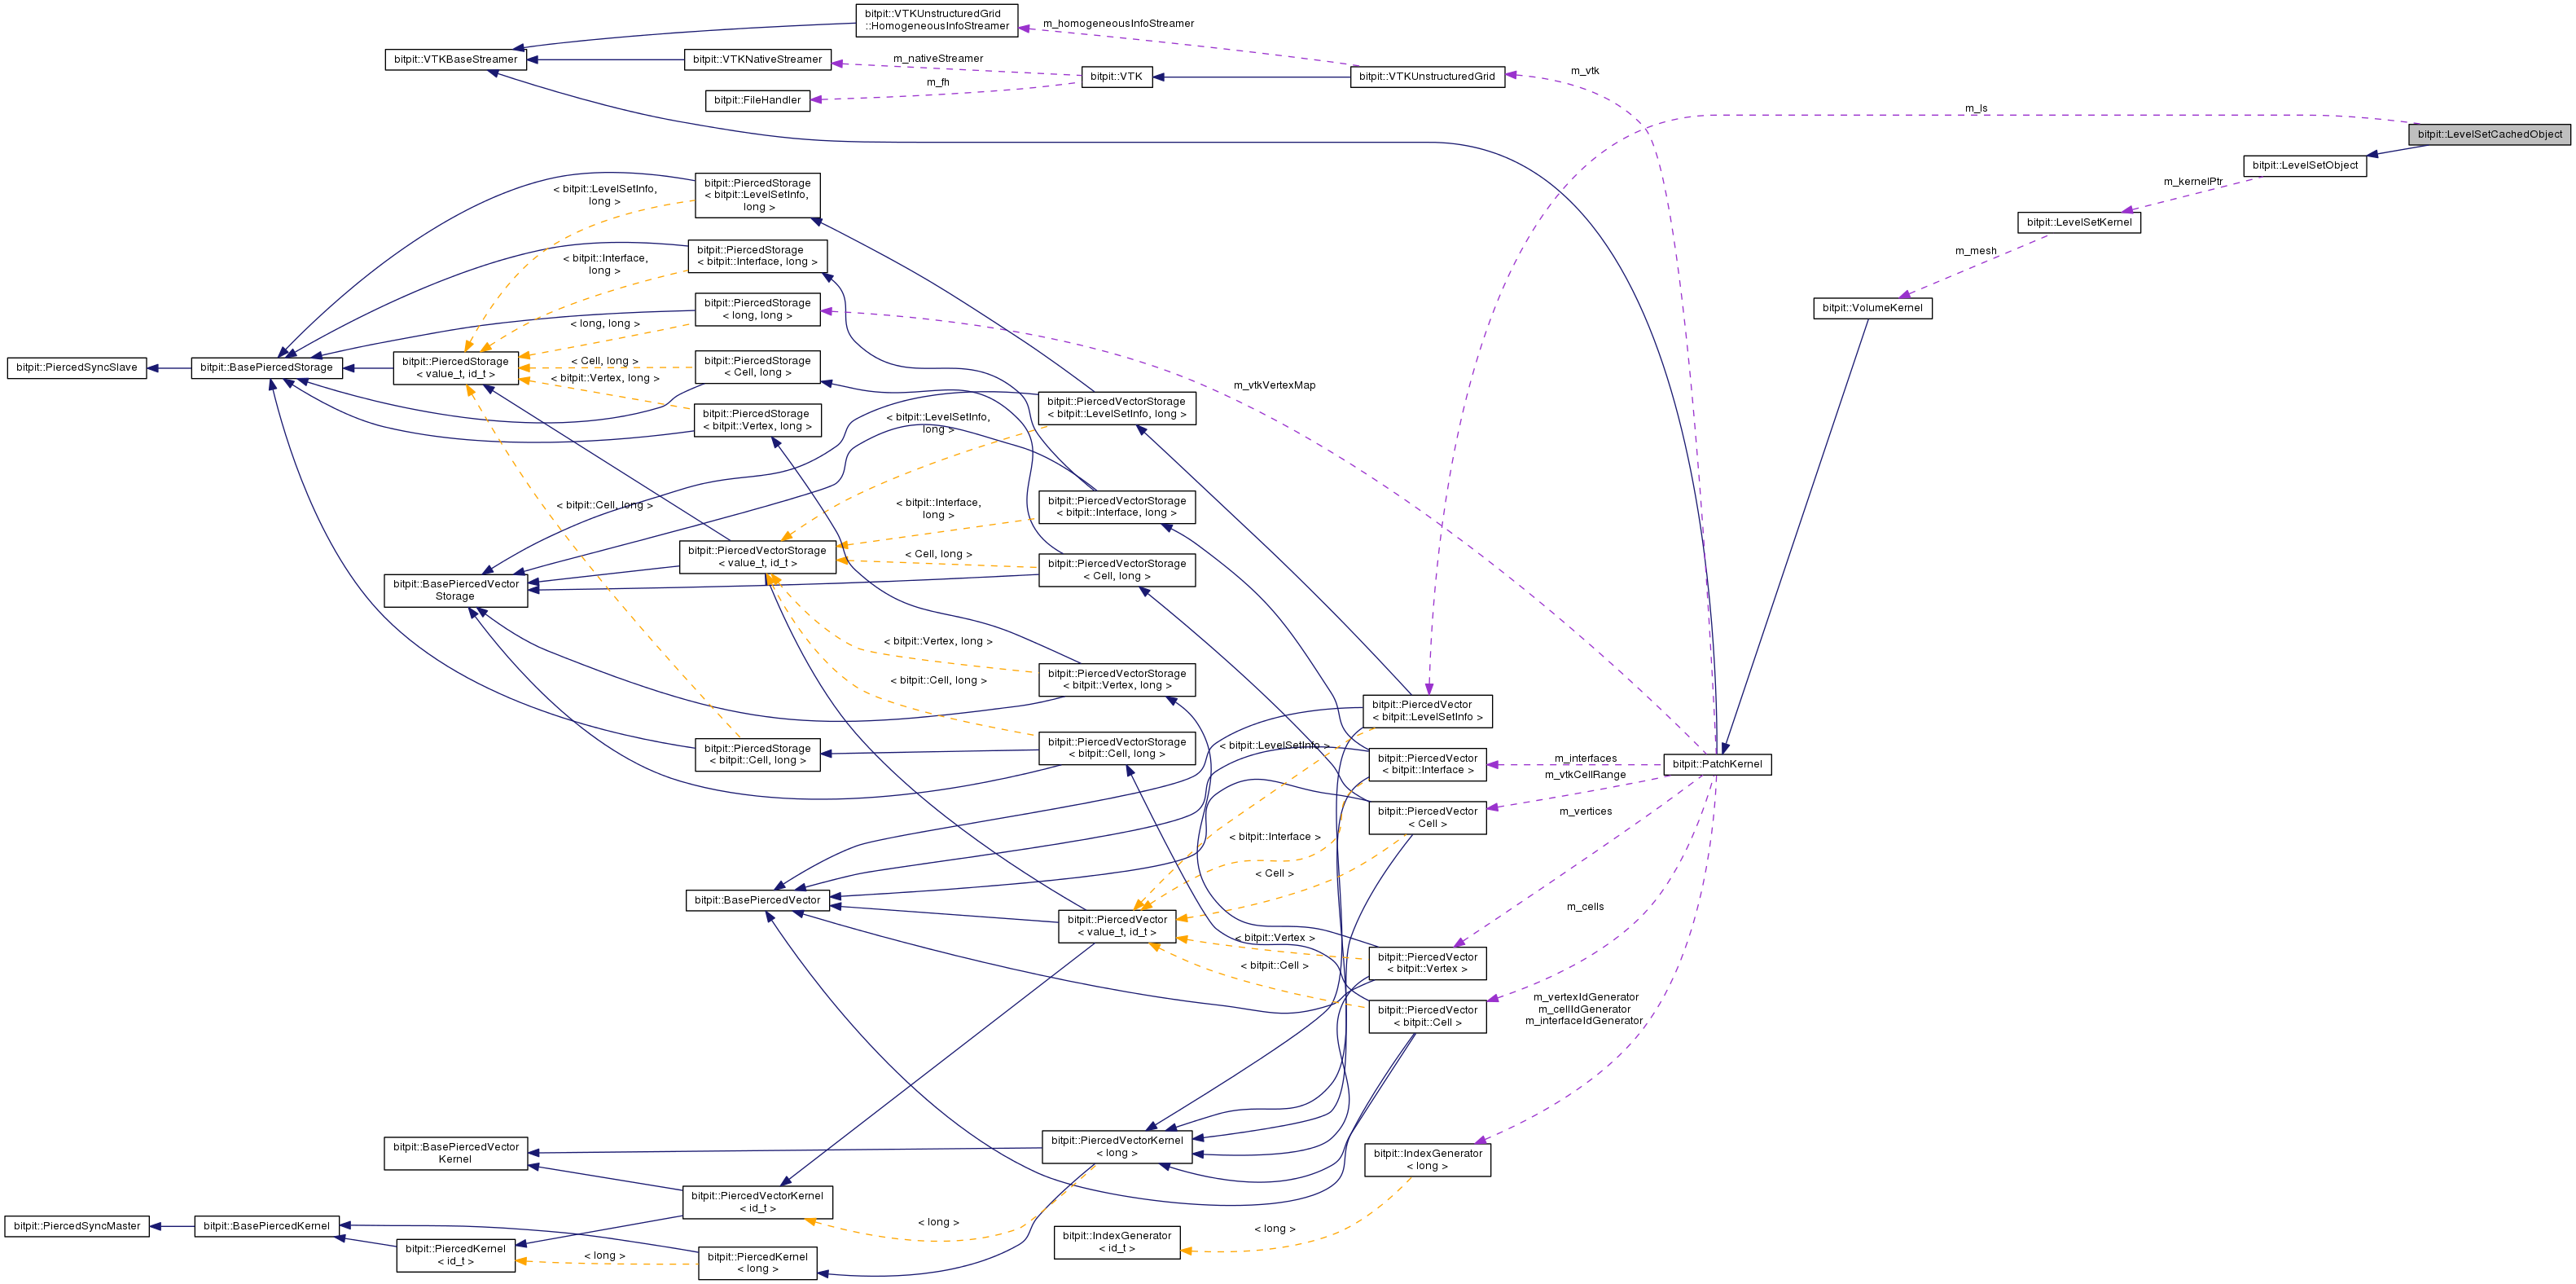 bitpit::VTKUnstructuredGrid
::HomogeneousInfoStreamer
m_homogeneousInfoStreamer
bitpit::VTKBaseStreamer
bitpit::VTKNativeStreamer
m_nativeStreamer
bitpit::VTK
bitpit::VTKUnstructuredGrid
m_vtk
m_fh
bitpit::FileHandler
m_ls
bitpit::LevelSetCachedObject
bitpit::LevelSetObject
m_kernelPtr
bitpit::LevelSetKernel
m_mesh
bitpit::VolumeKernel
bitpit::PiercedStorage
< bitpit::LevelSetInfo,
long >
< bitpit::LevelSetInfo,
long >
bitpit::PiercedStorage
< bitpit::Interface, long >
< bitpit::Interface,
long >
bitpit::PiercedStorage
< long, long >
< long, long >
bitpit::PiercedSyncSlave
bitpit::BasePiercedStorage
bitpit::PiercedStorage
< value_t, id_t >
< Cell, long >
bitpit::PiercedStorage
< Cell, long >
< bitpit::Vertex, long >
bitpit::PiercedStorage
< bitpit::Vertex, long >
m_vtkVertexMap
bitpit::PiercedVectorStorage
< bitpit::LevelSetInfo, long >
< bitpit::LevelSetInfo,
long >
< bitpit::Cell, long >
bitpit::PiercedVectorStorage
< bitpit::Interface, long >
< bitpit::Interface,
long >
bitpit::PiercedVectorStorage
< value_t, id_t >
< Cell, long >
bitpit::PiercedVectorStorage
< Cell, long >
bitpit::BasePiercedVector
Storage
< bitpit::Vertex, long >
bitpit::PiercedVectorStorage
< bitpit::Vertex, long >
< bitpit::Cell, long >
bitpit::PiercedVector
< bitpit::LevelSetInfo >
bitpit::PiercedStorage
< bitpit::Cell, long >
bitpit::PiercedVectorStorage
< bitpit::Cell, long >
< bitpit::LevelSetInfo >
bitpit::PiercedVector
< bitpit::Interface >
m_interfaces
m_vtkCellRange
bitpit::PatchKernel
bitpit::PiercedVector
< Cell >
m_vertices
< bitpit::Interface >
< Cell >
bitpit::BasePiercedVector
bitpit::PiercedVector
< value_t, id_t >
m_cells
< bitpit::Vertex >
bitpit::PiercedVector
< bitpit::Vertex >
< bitpit::Cell >
bitpit::PiercedVector
< bitpit::Cell >
m_vertexIdGenerator
m_cellIdGenerator
m_interfaceIdGenerator
bitpit::BasePiercedVector
Kernel
bitpit::PiercedVectorKernel
< long >
bitpit::IndexGenerator
< long >
bitpit::PiercedVectorKernel
< id_t >
bitpit::PiercedSyncMaster
bitpit::BasePiercedKernel
< long >
< long >
bitpit::IndexGenerator
< id_t >
bitpit::PiercedKernel
< id_t >
< long >
bitpit::PiercedKernel
< long >